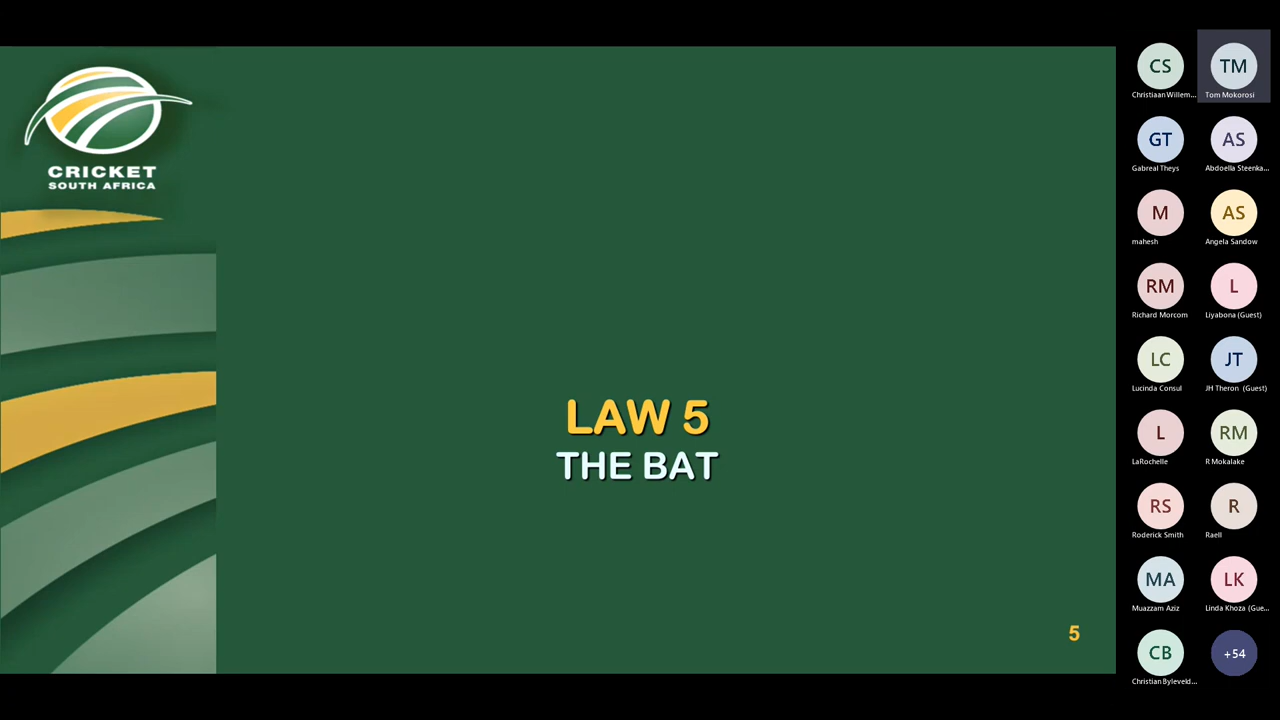 CRICKET
SOUTH AFRICA
LAW 5
THE BAT
5
CS
Christiaan Willem...
TM
Tom Mokorosi
GT
Gabreal Theys
AS
Abdoella Steenka...
M
mahesh
AS
Angela Sandow
RM
Richard Morcom
L
Liyabona (Guest)
LC
Lucinda Consul
JT
JH Theron (Guest)
L
LaRochelle
RM
R Mokalake
RS
Roderick Smith
R
Raell
MA
Muazzam Aziz
LK
Linda Khoza (Gue...
CB
Christian Byleveld...
+54